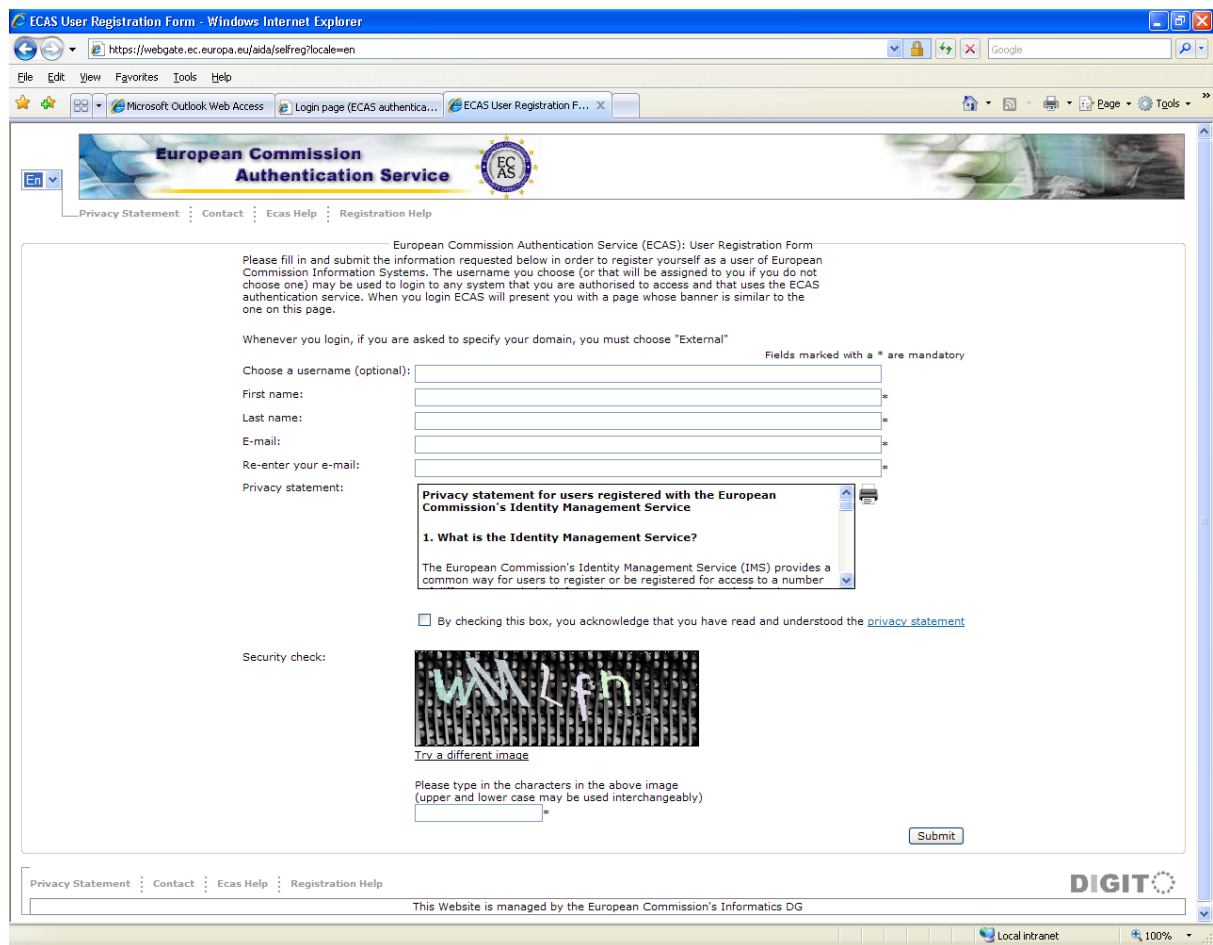 ECAS User Registration Form - Windows Internet Explorer
https://webgate.ec.europa.eu/aida/selfreg?locale=en
Google
File Edit View Favorites Tools Help
Microsoft Outlook Web Access
Login page (ECAS authentica...
ECAS User Registration F...
Page
Tools
European Commission
Authentication Service
EC
AS
En
Privacy Statement Contact Ecas Help Registration Help
European Commission Authentication Service (ECAS): User Registration Form
Please fill in and submit the information requested below in order to register yourself as a user of European
Commission Information Systems. The username you choose (or that will be assigned to you if you do not
choose one) may be used to login to any system that you are authorised to access and that uses the ECAS
authentication service. When you login ECAS will present you with a page whose banner is similar to the
one on this page.
Whenever you login, if you are asked to specify your domain, you must choose "External"
Fields marked with a * are mandatory
Choose a username (optional):
First name: *
Last name: *
E-mail: *
Re-enter your e-mail: *
Privacy statement:
Privacy statement for users registered with the European
Commission's Identity Management Service
1. What is the Identity Management Service?
The European Commission's Identity Management Service (IMS) provides a
common way for users to register or be registered for access to a number
By checking this box, you acknowledge that you have read and understood the privacy statement
Security check:
Try a different image
Please type in the characters in the above image
(upper and lower case may be used interchangeably)
*
Submit
Privacy Statement Contact Ecas Help Registration Help
DIGIT
This Website is managed by the European Commission's Informatics DG
Local intranet
100%